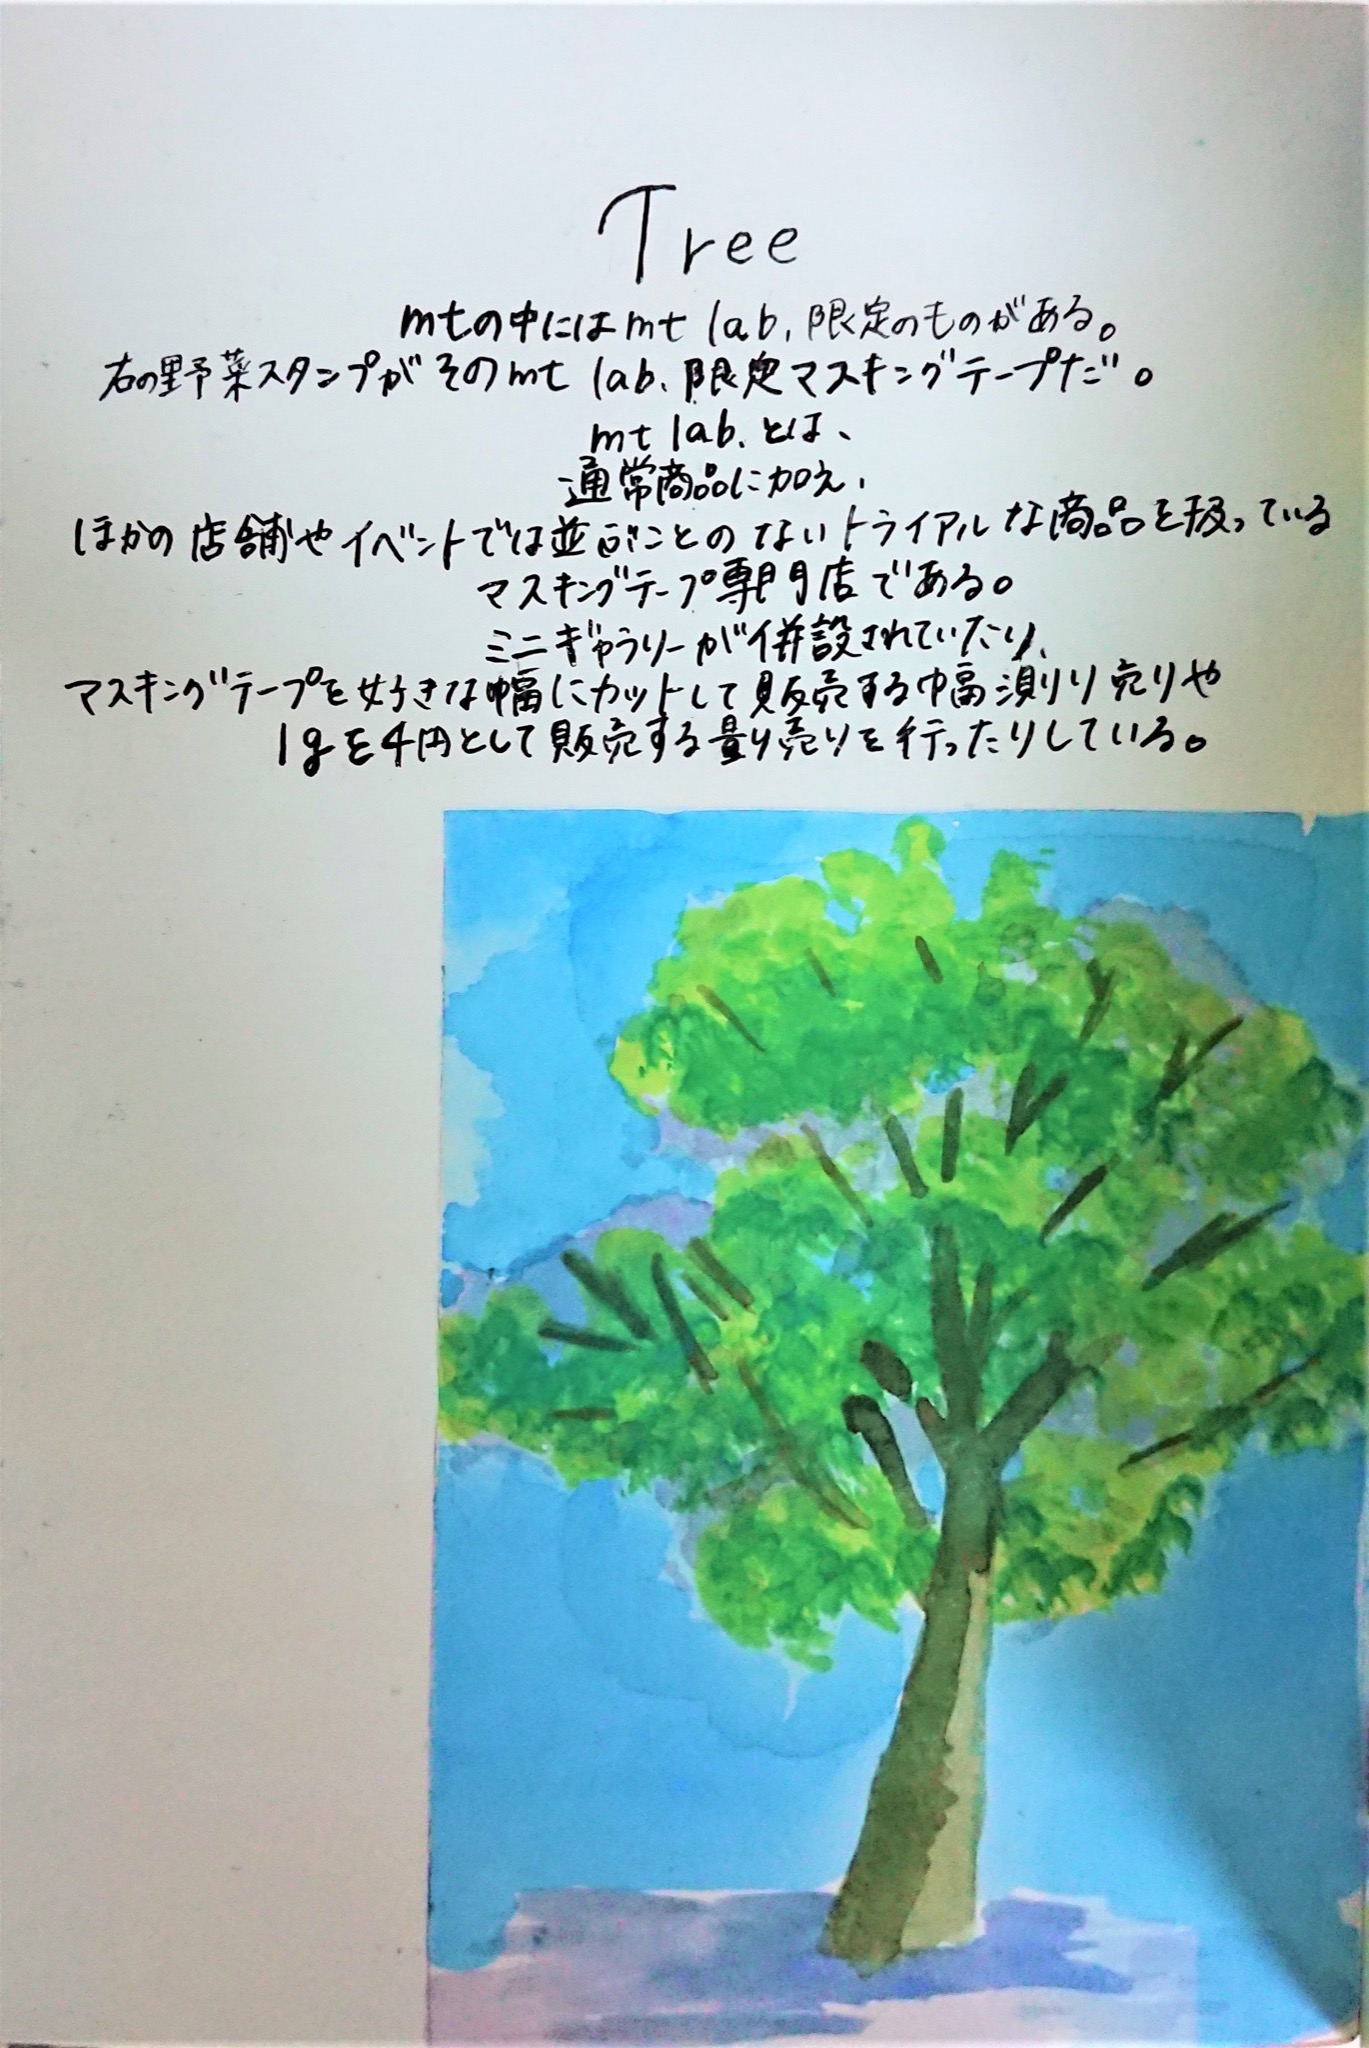 Tree
mtの中にはmt lab.限定のものがある。
右の野菜スタンプがそのmt lab.限定マスキングテープだ。
mt lab.とは、
通常商品に加え、
ほかの店舗やイベントでは並ぶことのないトライアルな商品を扱っている
マスキングテープ専門店である。
ミニギャラリーが併設されていたり、
マスキングテープを好きな幅にカットして販売する幅測り売りや
1gを4円として販売する量り売りを行ったりしている。